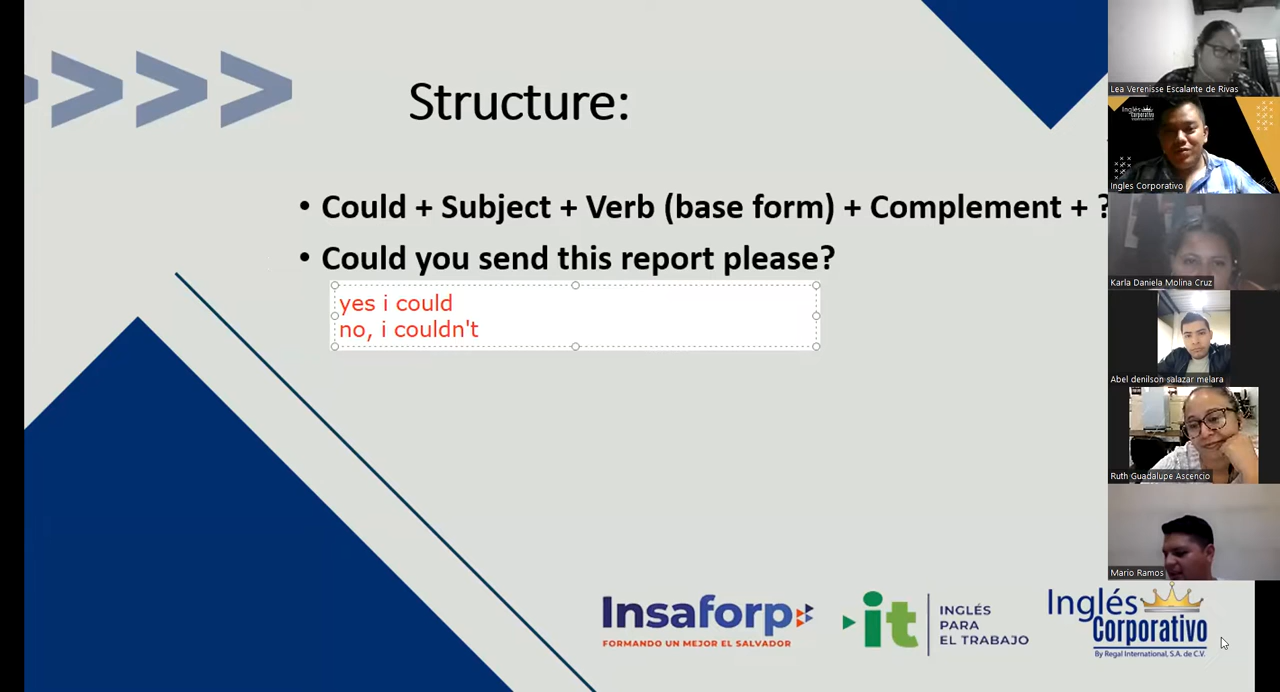 Structure:
• Could + Subject + Verb (base form) + Complement + ?
• Could you send this report please?
yes i could
no, i couldn't
Insaforp
FORMANDO UN MEJOR EL SALVADOR
it
INGLÉS
PARA
EL TRABAJO
Inglés
Corporativo
By Regal International, S.A. de C.V.
Lea Verenisse Escalante de Rivas
Inglés
Corporativo
Ingles Corporativo
Karla Daniela Molina Cruz
Abel denilson salazar melara
Ruth Guadalupe Ascencio
Mario Ramos